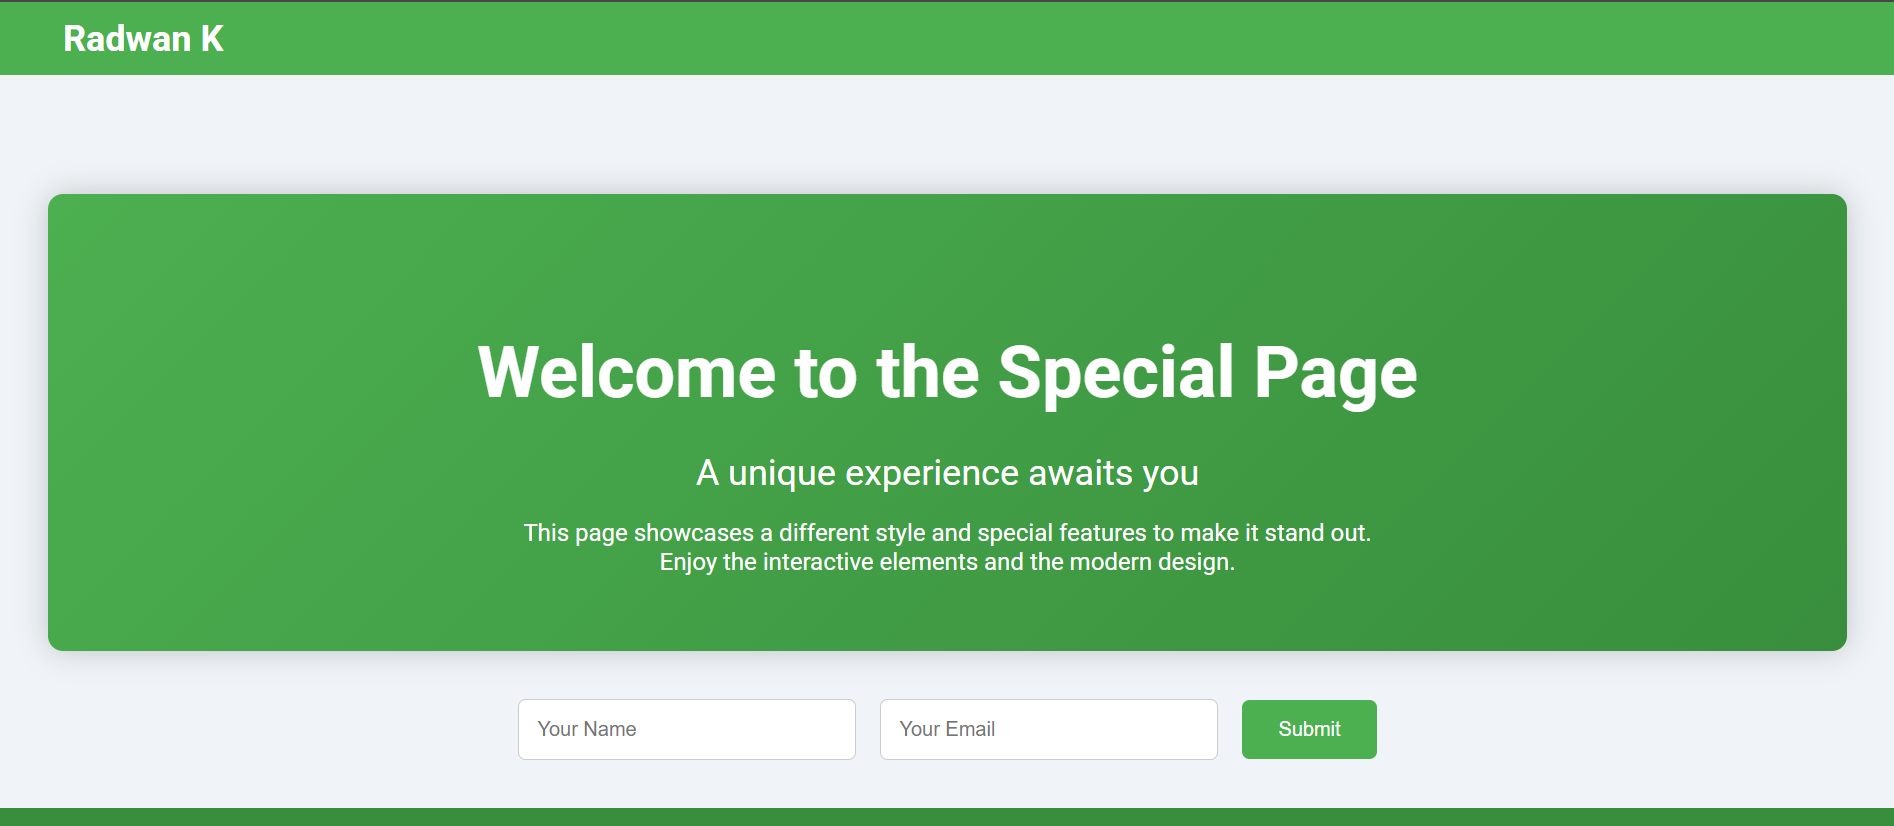 Radwan K
Welcome to the Special Page
A unique experience awaits you
This page showcases a different style and special features to make it stand out.
Enjoy the interactive elements and the modern design.
Your Name
Your Email
Submit